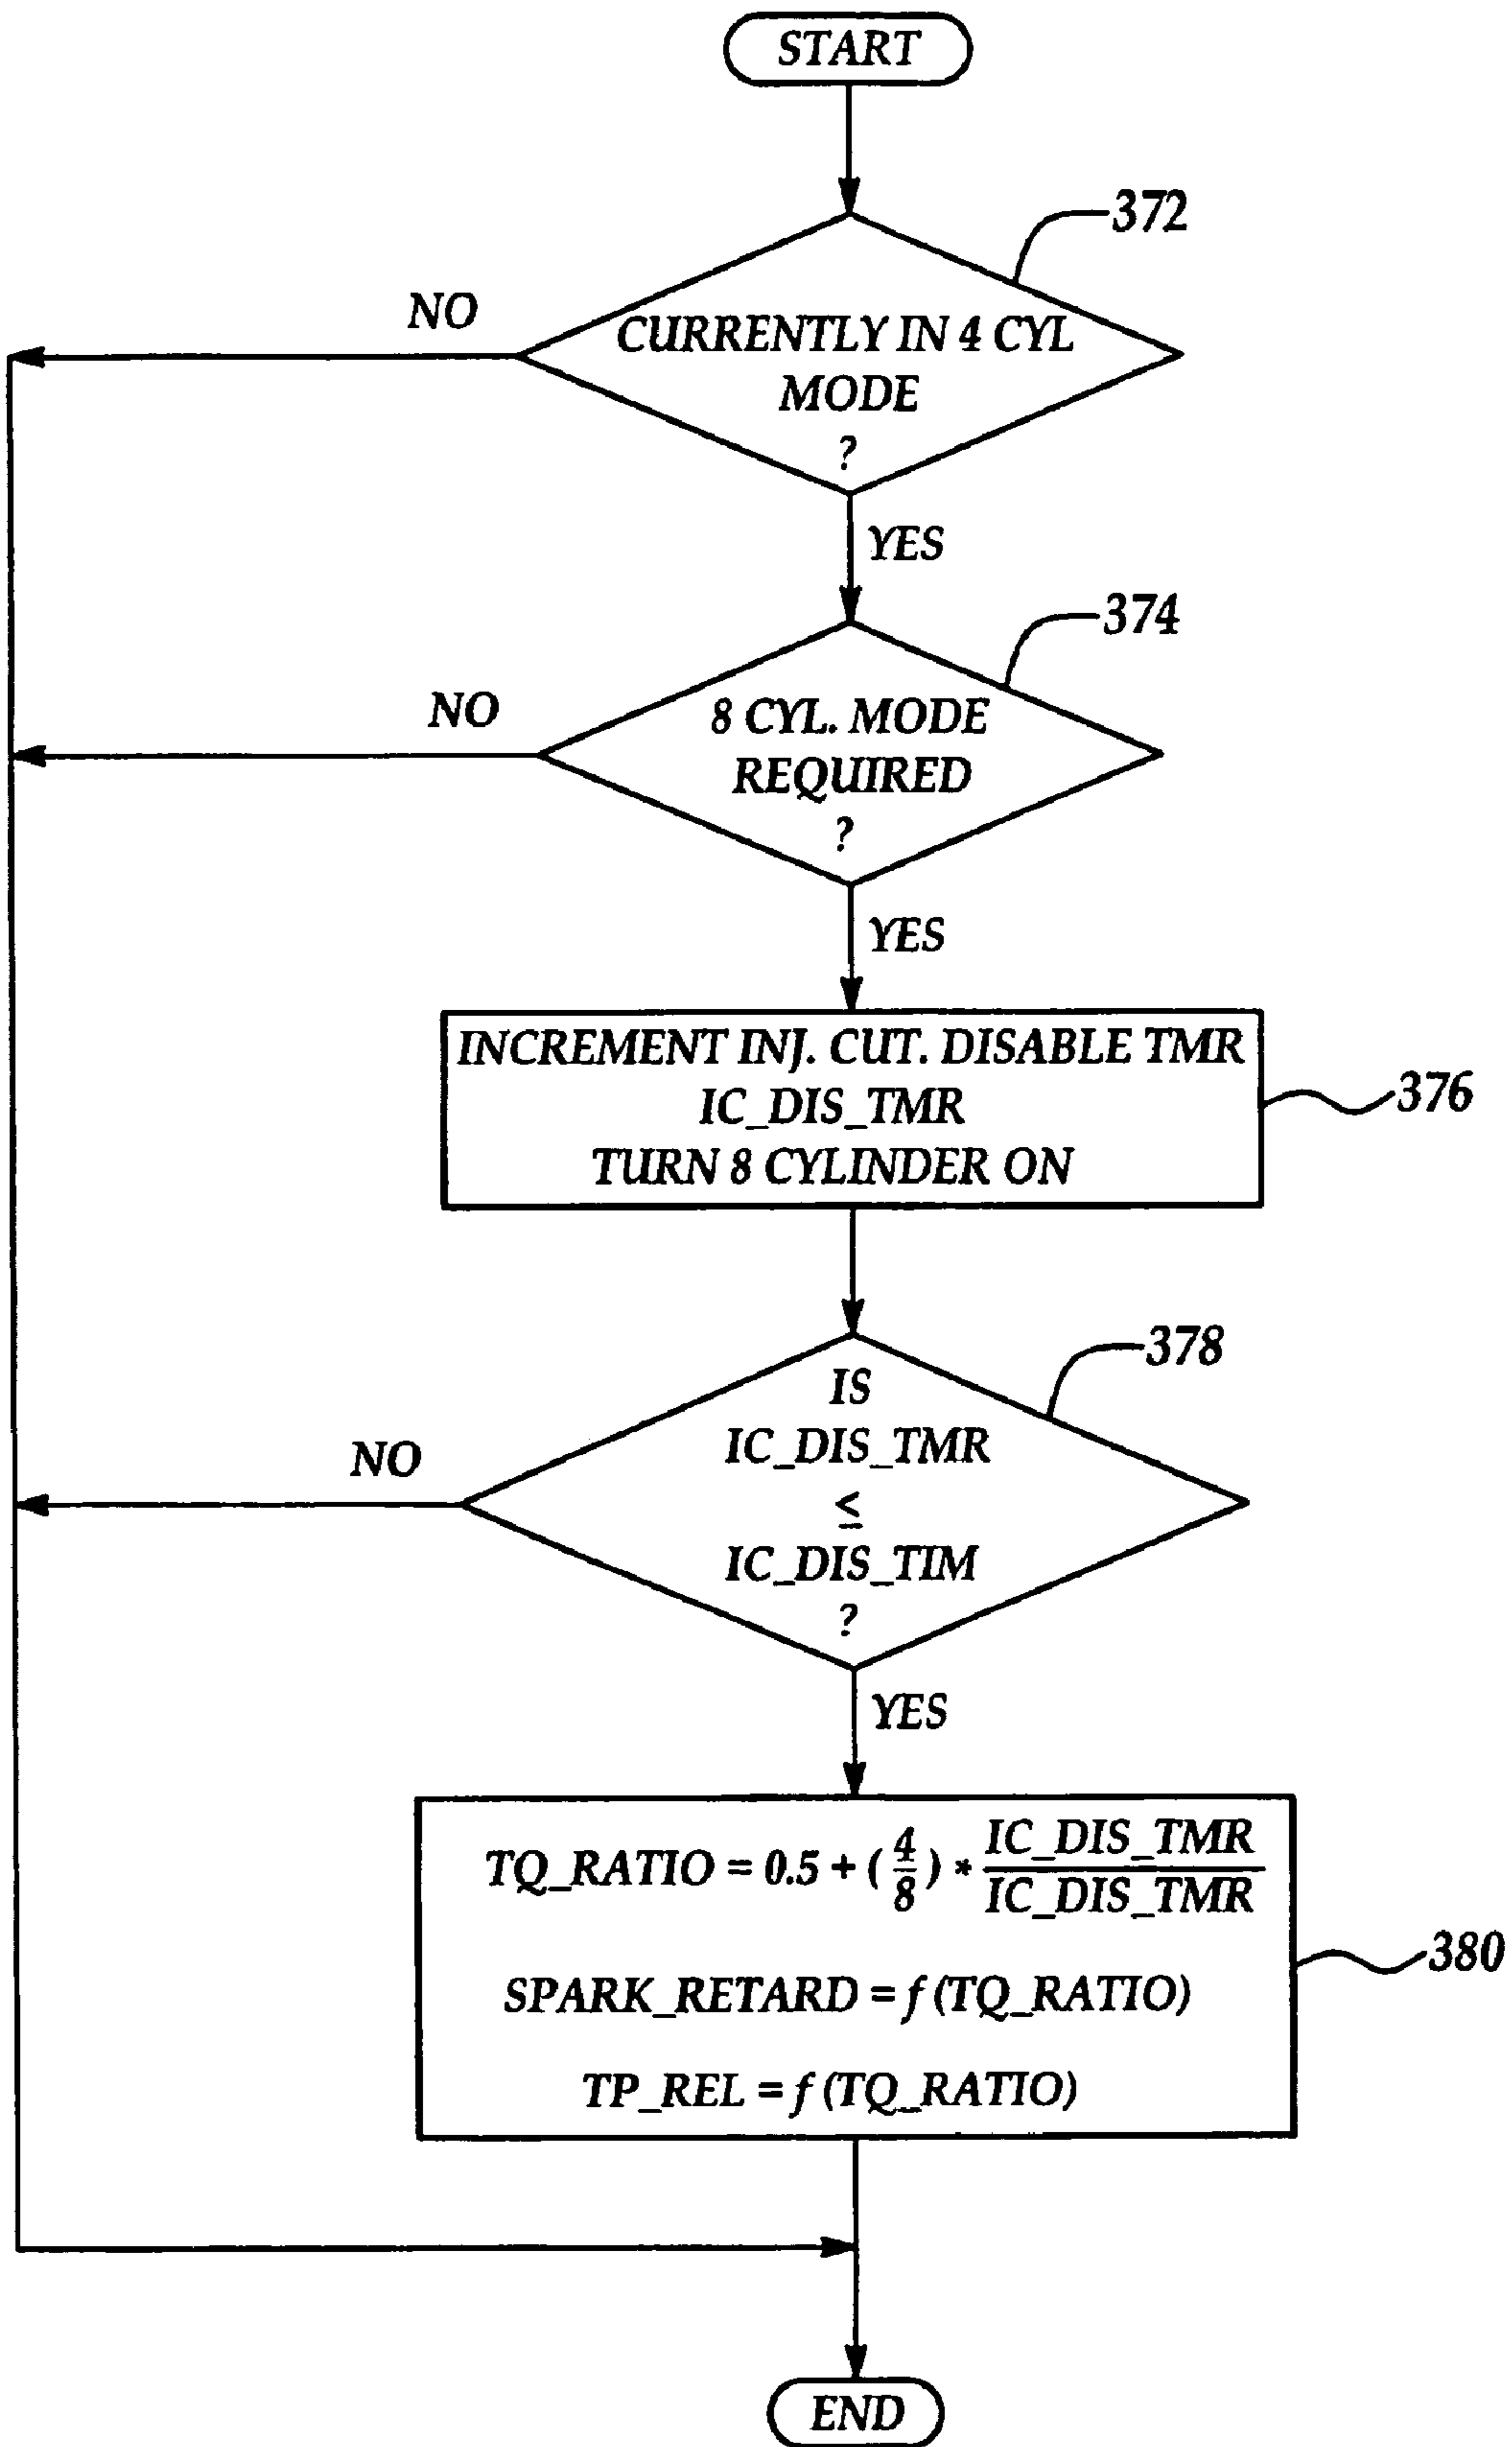 START
372
NO
CURRENTLY IN 4 CYL
MODE
?
YES
374
NO
8 CYL. MODE
REQUIRED
?
YES
INCREMENT INJ. CUT. DISABLE TMR
IC_DIS_TMR
TURN 8 CYLINDER ON
376
378
NO
IS
IC_DIS_TMR
≤
IC_DIS_TIM
?
YES
TQ_RATIO = 0.5 + (4/8) * IC_DIS_TMR/IC_DIS_TMR
SPARK_RETARD = f (TQ_RATIO)
TP_REL = f (TQ_RATIO)
380
END